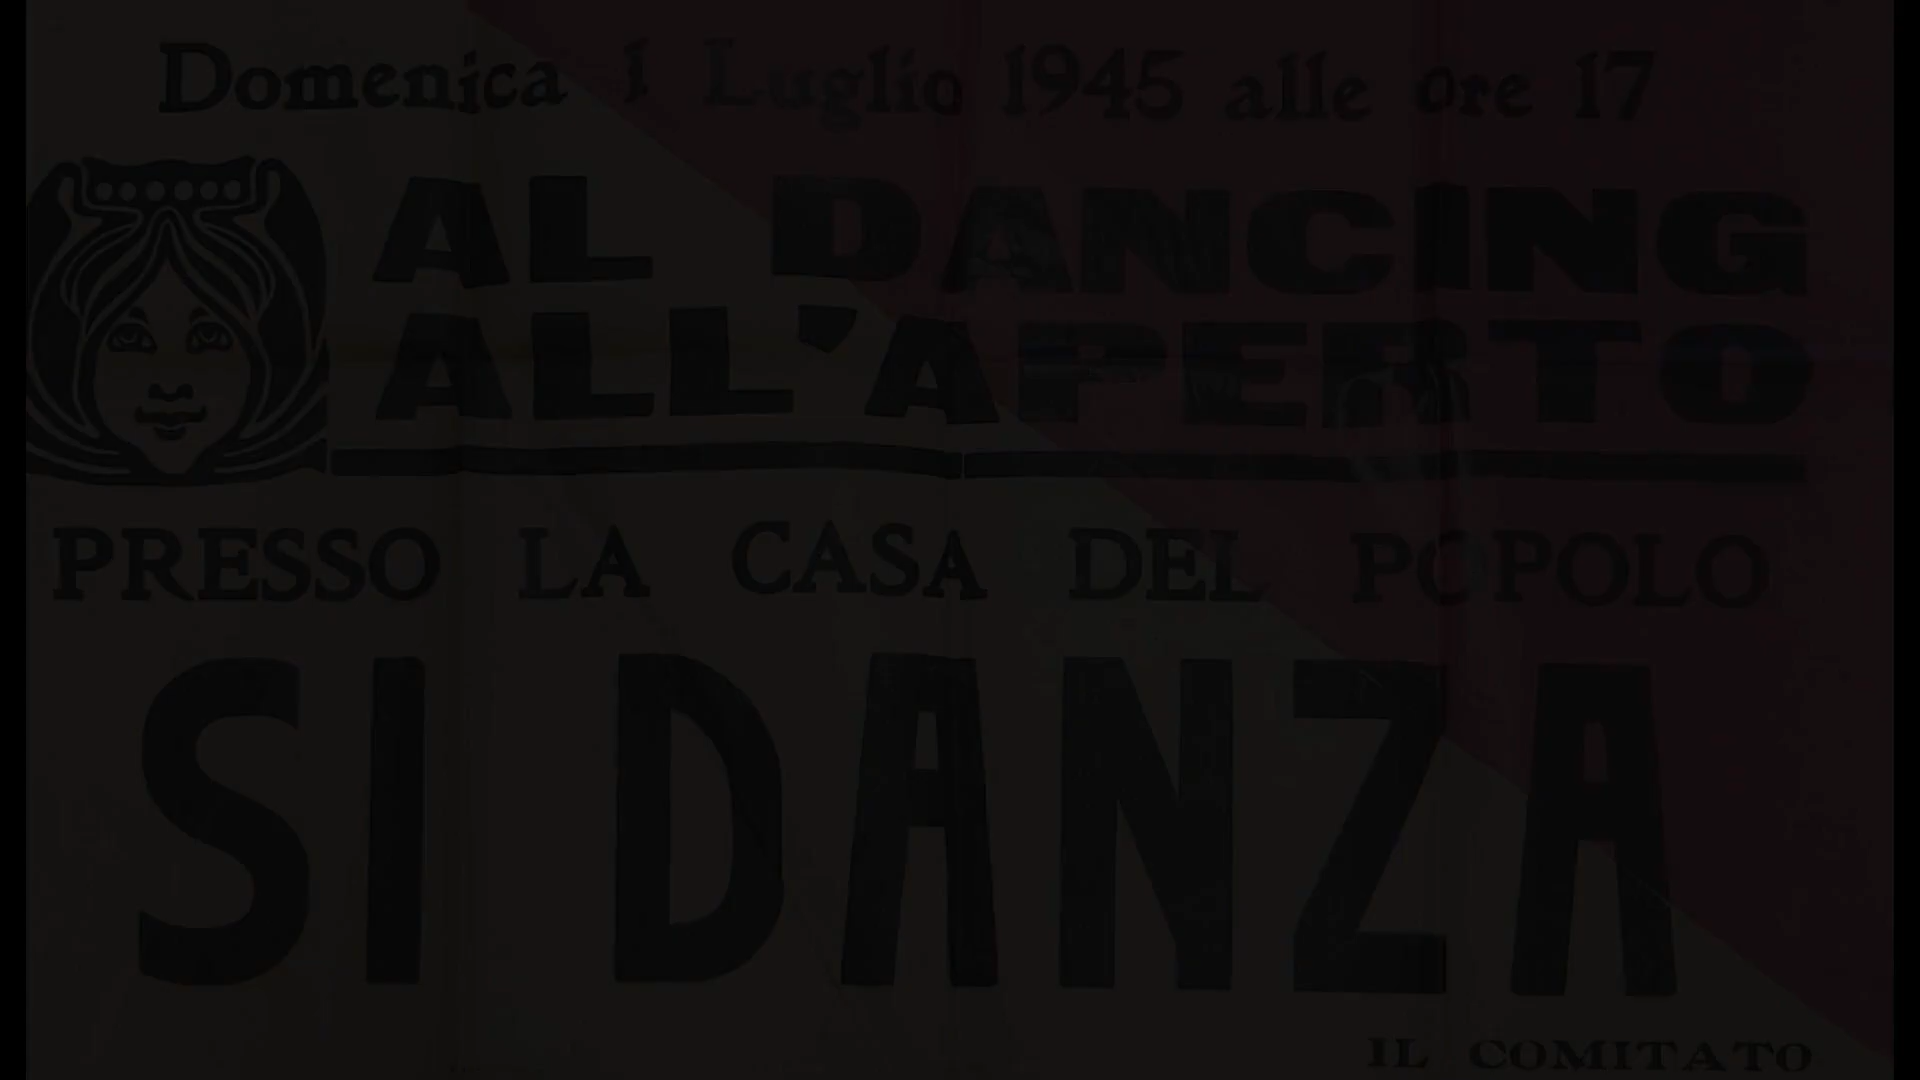 Domenica 1 Luglio 1945 alle ore 17
AL DANCING
ALL'APERTO
PRESSO LA CASA DEL POPOLO
SI DANZA
IL COMITATO